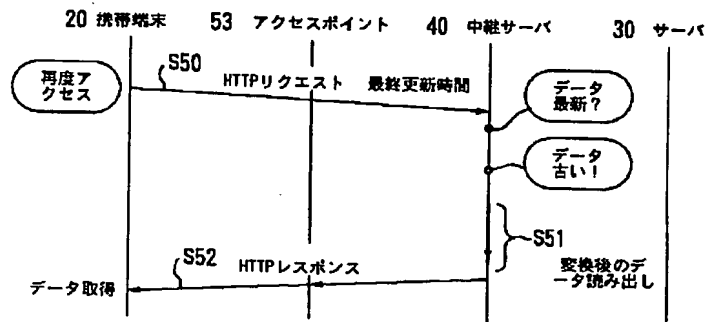 20 携帯端末
53 アクセスポイント
40 中継サーバ
30 サーバ
再度ア
クセス
S50
HTTPリクエスト 最終更新時間
データ
最新？
データ
古い！
S51
変換後のデ
ータ読み出し
S52
HTTPレスポンス
データ取得